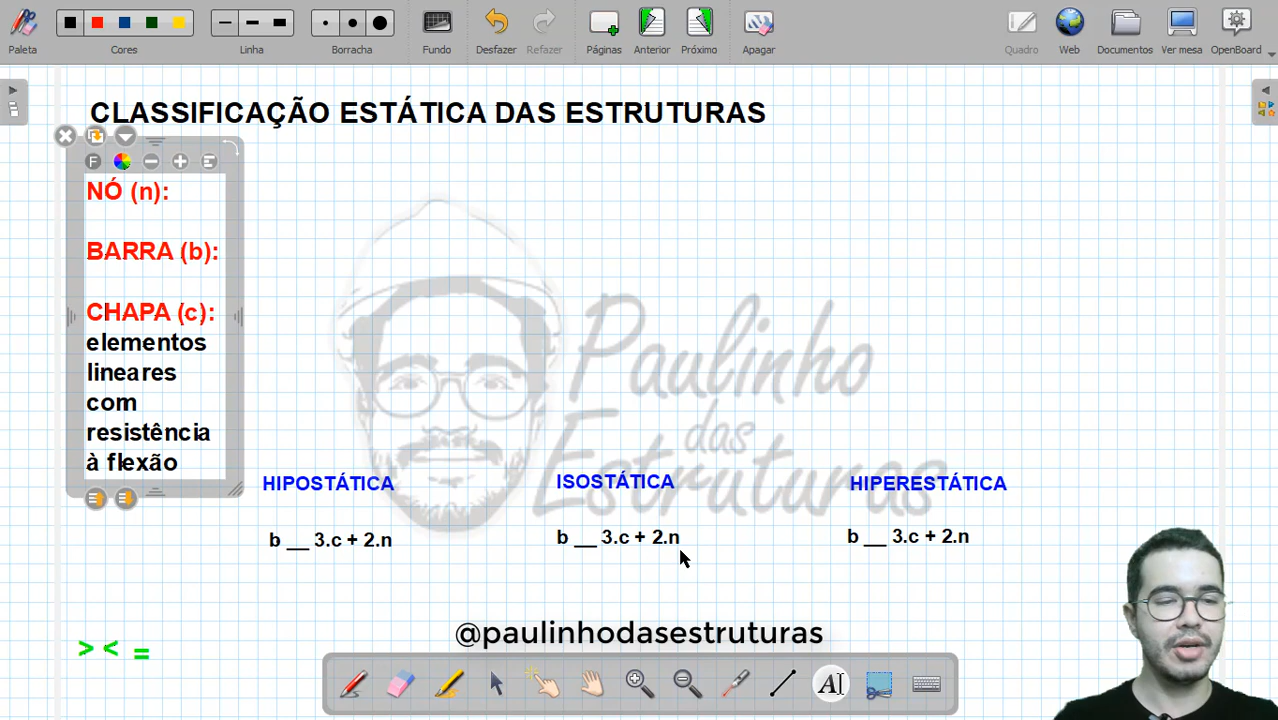 Paleta Cores Linha Borracha Fundo Desfazer Refazer Páginas Anterior Próximo Apagar Quadro Web Documentos Ver mesa OpenBoard
CLASSIFICAÇÃO ESTÁTICA DAS ESTRUTURAS
F
NÓ (n):
BARRA (b):
CHAPA (c):
elementos
lineares
com
resistência
à flexão
Paulinho
das
Estruturas
HIPOSTÁTICA ISOSTÁTICA HIPERESTÁTICA
b __ 3.c + 2.n b __ 3.c + 2.n b __ 3.c + 2.n
@paulinhodasestruturas
> < =
AI